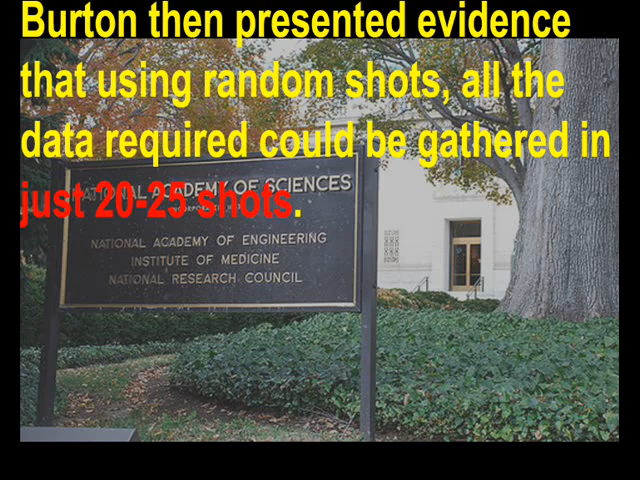 Burton then presented evidence
that using random shots, all the
data required could be gathered in
just 20-25 shots.
NATIONAL ACADEMY OF SCIENCES
NATIONAL ACADEMY OF ENGINEERING
INSTITUTE OF MEDICINE
NATIONAL RESEARCH COUNCIL